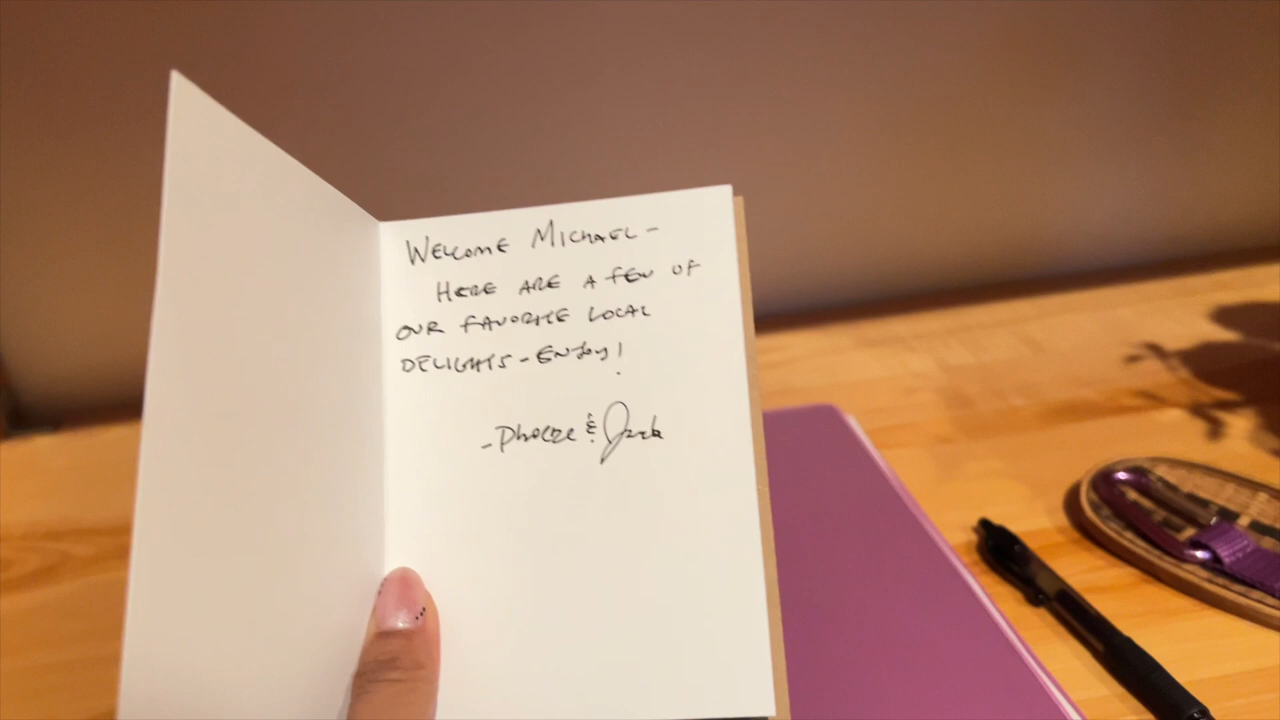 WELCOME MICHAEL -
HERE ARE A FEW OF
OUR FAVORITE LOCAL
DELIGHTS - ENJOY!
- Phoebe & Jack